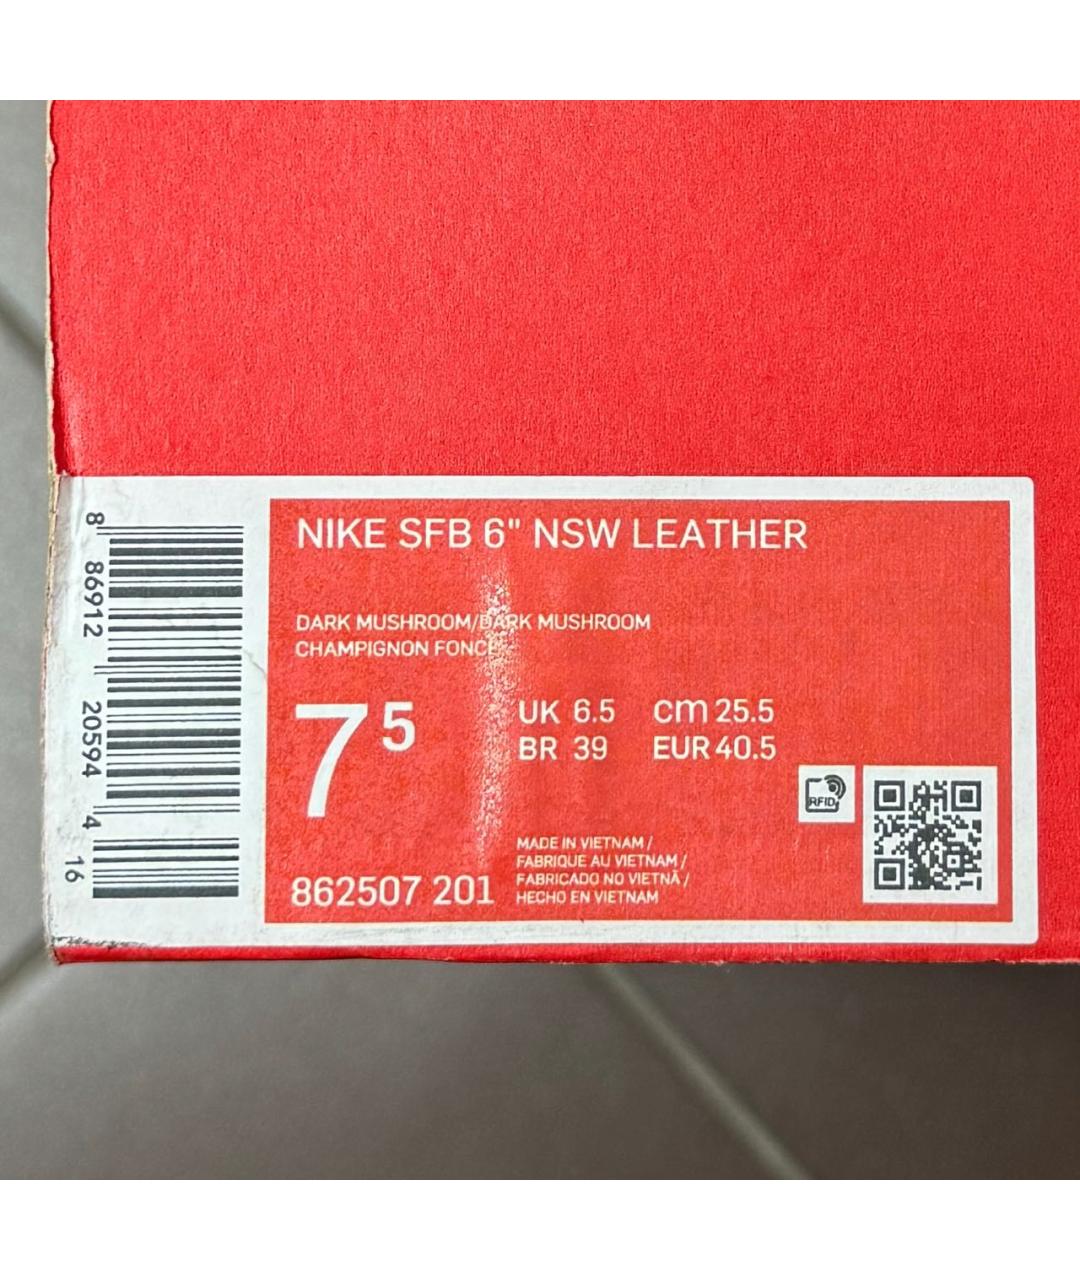 8 86912 20594 4 16
NIKE SFB 6" NSW LEATHER
DARK MUSHROOM/DARK MUSHROOM
CHAMPIGNON FONCE
7 5
UK 6.5 cm 25.5
BR 39 EUR 40.5
RFID
MADE IN VIETNAM /
FABRIQUE AU VIETNAM /
FABRICADO NO VIETNÃ /
HECHO EN VIETNAM
862507 201